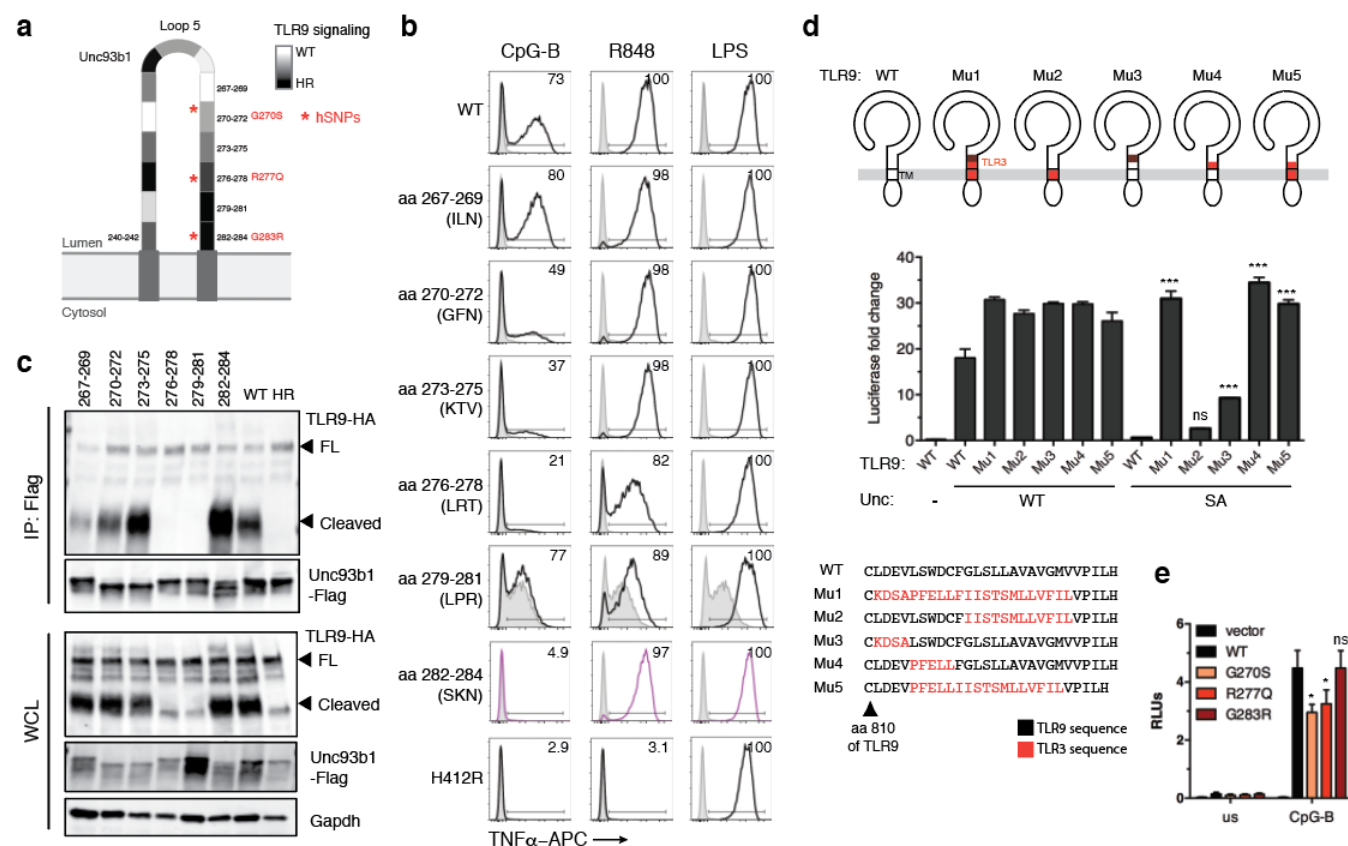 a
Loop 5
Unc93b1
TLR9 signaling
WT
HR
267-269
270-272 G270S
* hSNPs
273-275
276-278 R277Q
279-281
240-242
282-284 G283R
Lumen
Cytosol
b
CpG-B R848 LPS
WT
73 100 100
aa 267-269
(ILN)
80 98 100
aa 270-272
(GFN)
49 98 100
aa 273-275
(KTV)
37 98 100
aa 276-278
(LRT)
21 82 100
aa 279-281
(LPR)
77 89 100
aa 282-284
(SKN)
4.9 97 100
H412R
2.9 3.1 100
TNFα-APC
c
267-269 270-272 273-275 276-278 279-281 282-284 WT HR
IP: Flag
TLR9-HA
FL
Cleaved
Unc93b1
-Flag
WCL
TLR9-HA
FL
Cleaved
Unc93b1
-Flag
Gapdh
d
TLR9: WT Mu1 Mu2 Mu3 Mu4 Mu5
TLR3
TM
Luciferase fold change
40
30
20
10
0
*** ns *** *** ***
TLR9: WT WT Mu1 Mu2 Mu3 Mu4 Mu5 WT Mu1 Mu2 Mu3 Mu4 Mu5
Unc: - WT SA
WT CLDEVLSWDCFGLSLLAVAVGMVVPILH
Mu1 CKDSAPFELLFIISTSMLLVFILVPILH
Mu2 CLDEVLSWDCFIISTSMLLVFILVPILH
Mu3 CKDSALSWDCFGLSLLAVAVGMVVPILH
Mu4 CLDEVPFELLFGLSLLAVAVGMVVPILH
Mu5 CLDEVPFELLIISTSMLLVFILVPILH
aa 810
of TLR9
TLR9 sequence
TLR3 sequence
e
RLUs
6
4
2
0
vector
WT
G270S
R277Q
G283R
* * ns
us CpG-B